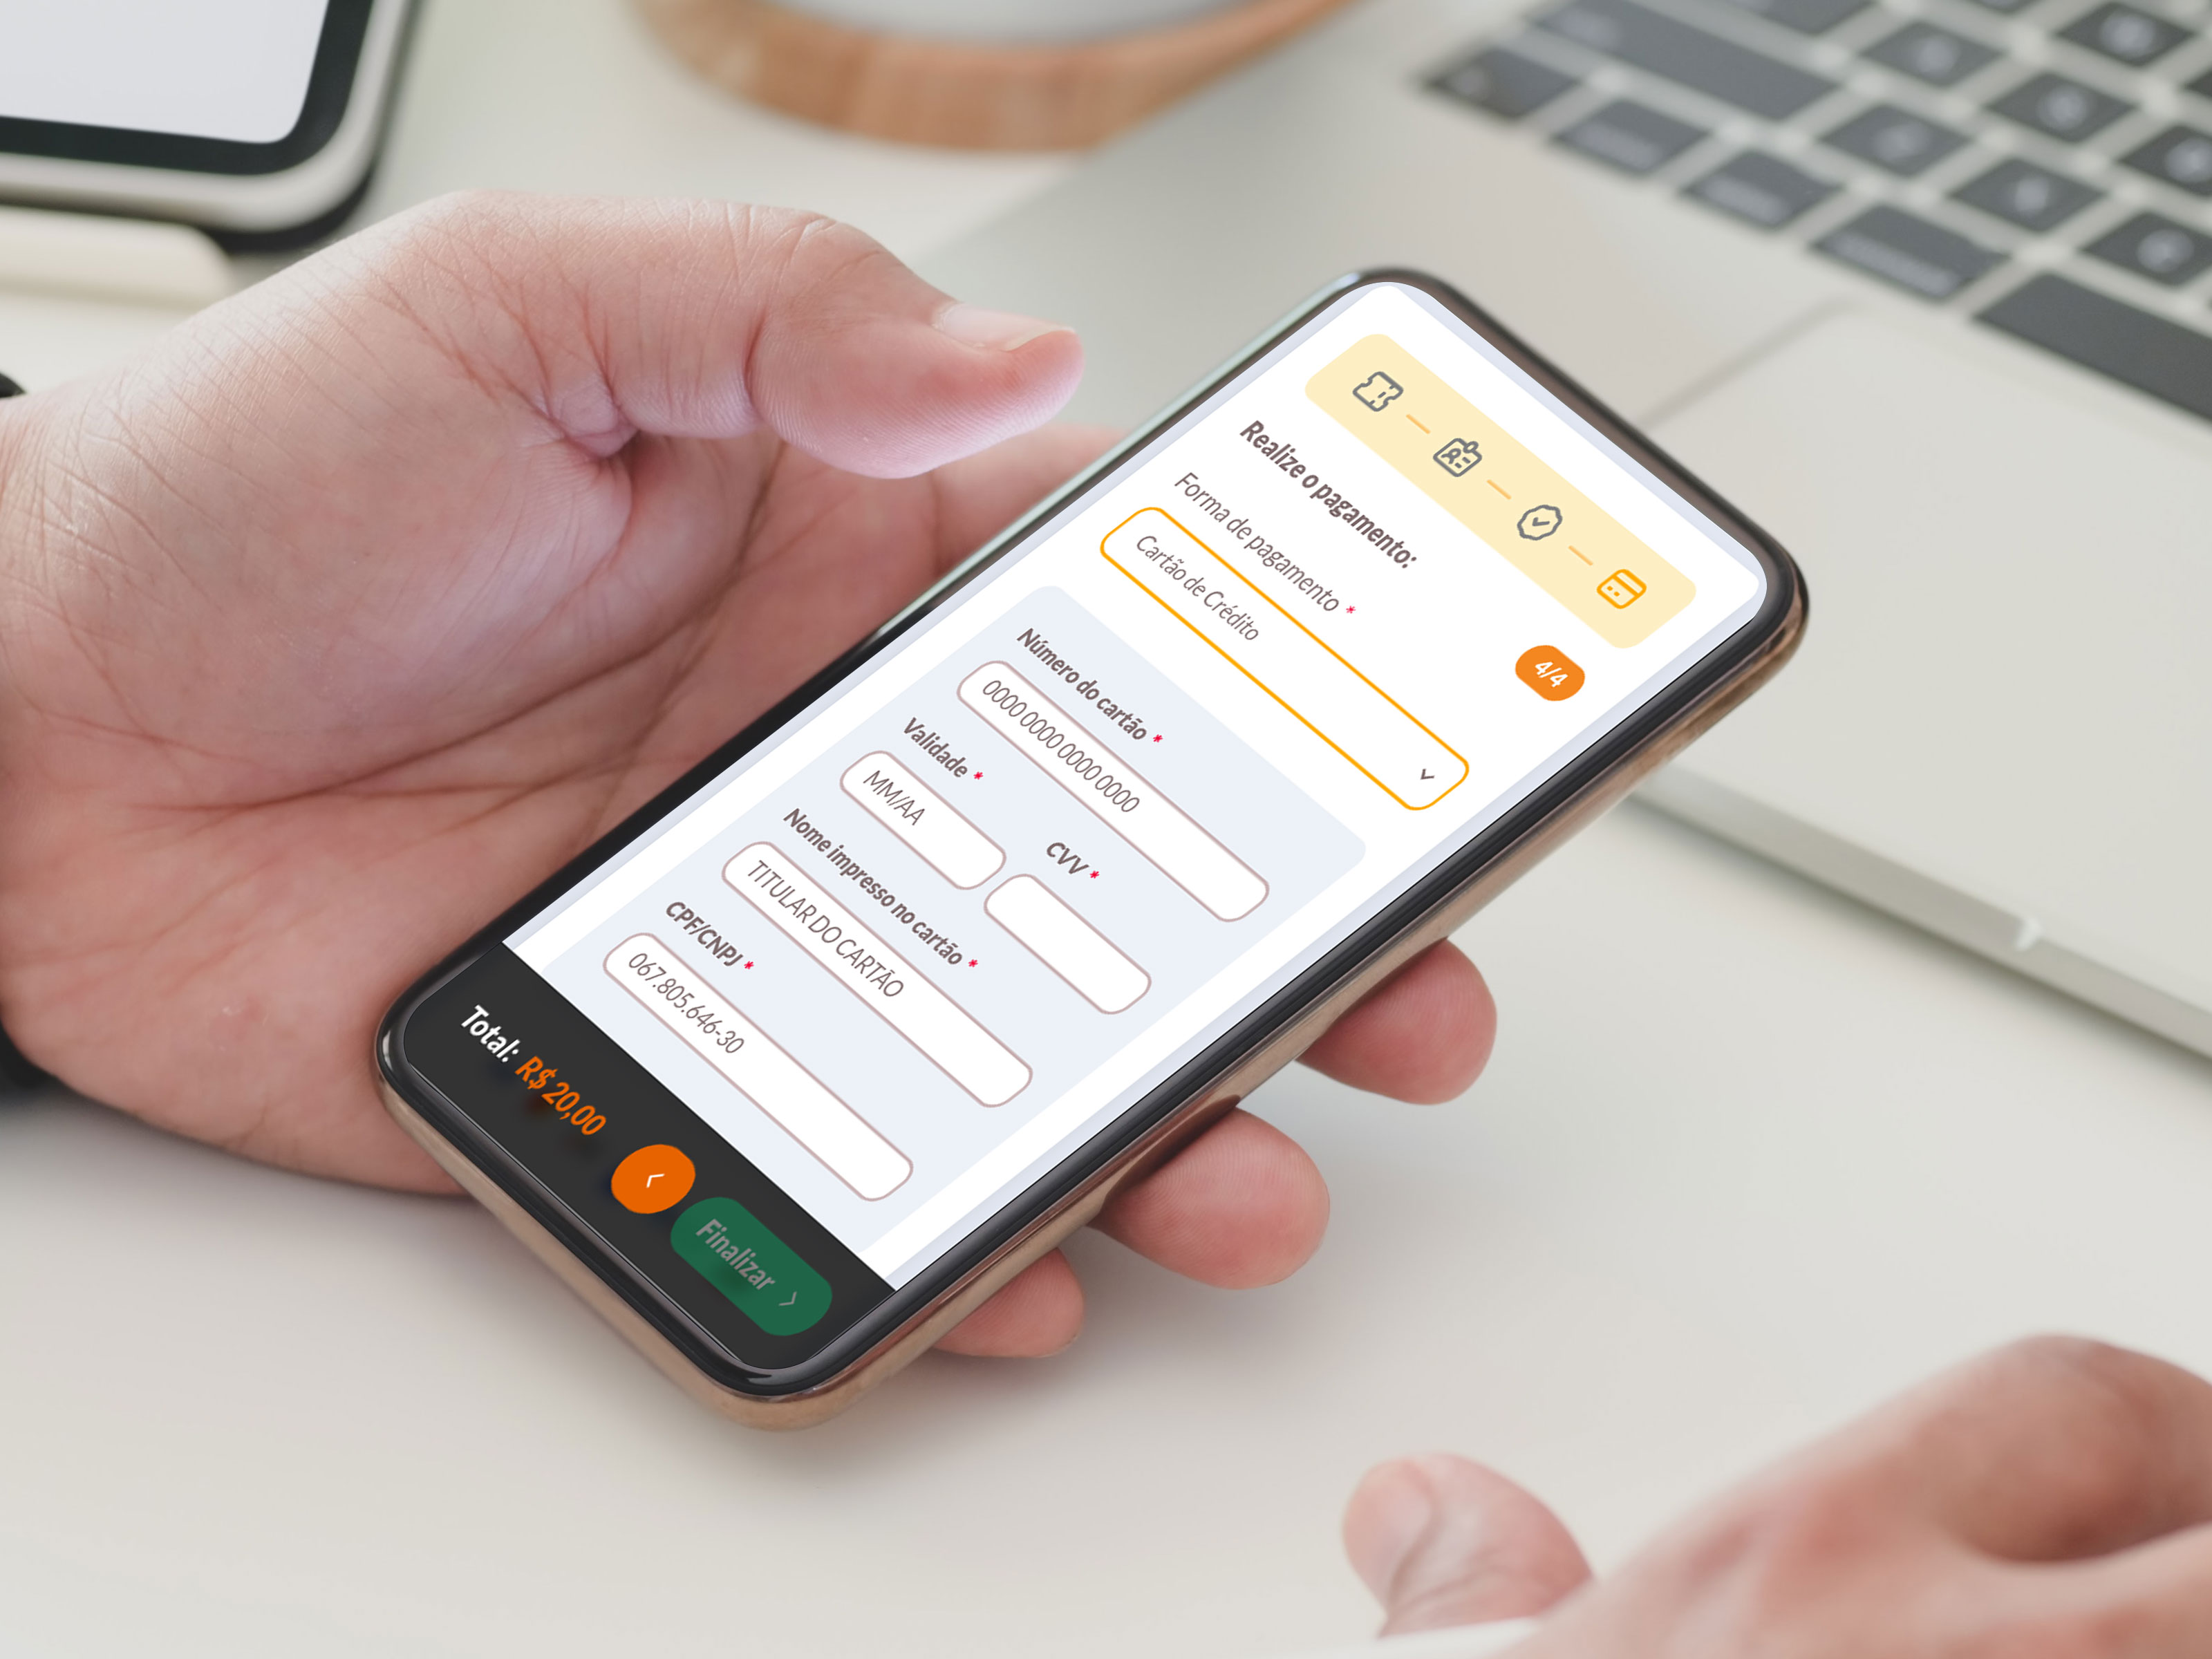 4/4
Realize o pagamento:
Forma de pagamento *
Cartão de Crédito
Número do cartão *
0000 0000 0000 0000
Validade *
CVV *
MM/AA
Nome impresso no cartão *
TITULAR DO CARTÃO
CPF/CNPJ *
067.805.646-30
Total: R$ 20,00
Finalizar